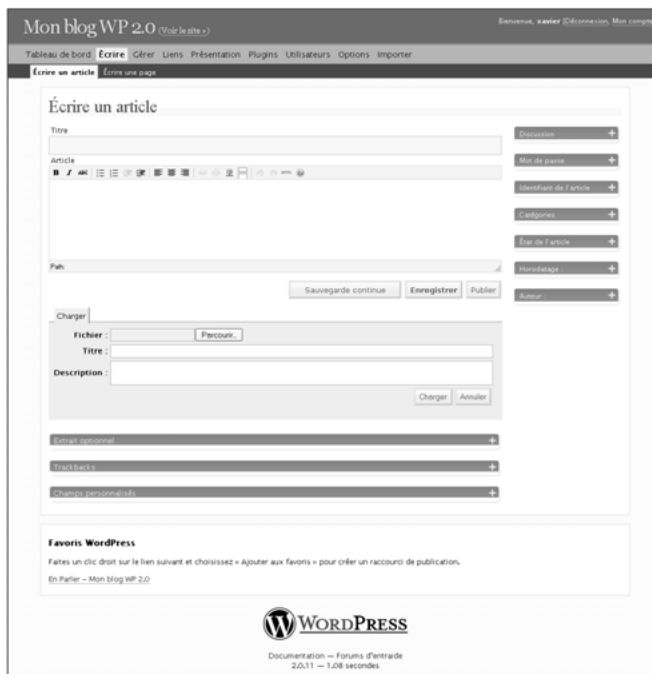 Mon blog WP 2.0 (Voir le site »)
Bienvenue, xavier [Déconnexion, Mon compte
Tableau de bord Écrire Gérer Liens Présentation Plugins Utilisateurs Options Importer
Écrire un article Écrire une page
Écrire un article
Titre
Article
B I ABC
HTML
Path:
Sauvegarde continue Enregistrer Publier
Discussion +
Mot de passe +
Identifiant de l'article +
Catégories +
État de l'article +
Horodatage : +
Auteur : +
Charger
Fichier : Parcourir..
Titre :
Description :
Charger Annuler
Extrait optionnel +
Trackbacks +
Champs personnalisés +
Favoris WordPress
Faites un clic droit sur le lien suivant et choisissez « Ajouter aux favoris » pour créer un raccourci de publication.
En Parler – Mon blog WP 2.0
WORDPRESS
Documentation — Forums d'entraide
2.0.11 — 1.08 secondes